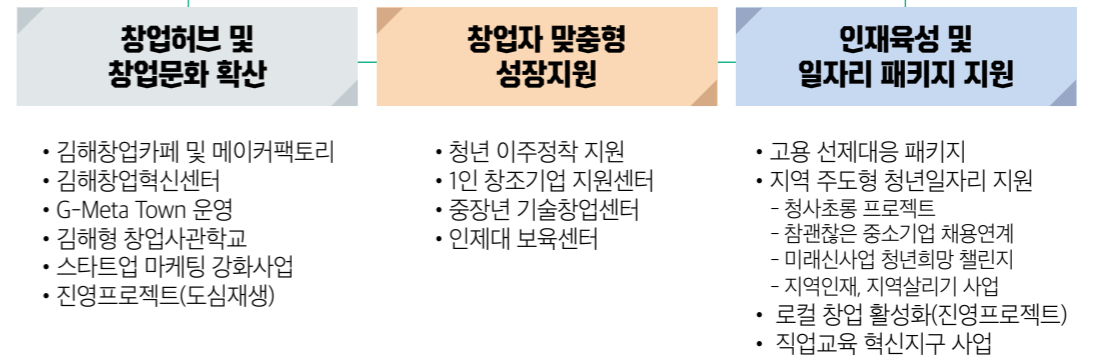 창업허브 및
창업문화 확산
• 김해창업카페 및 메이커팩토리
• 김해창업혁신센터
• G-Meta Town 운영
• 김해형 창업사관학교
• 스타트업 마케팅 강화사업
• 진영프로젝트(도심재생)
창업자 맞춤형
성장지원
• 청년 이주정착 지원
• 1인 창조기업 지원센터
• 중장년 기술창업센터
• 인제대 보육센터
인재육성 및
일자리 패키지 지원
• 고용 선제대응 패키지
• 지역 주도형 청년일자리 지원
- 청사초롱 프로젝트
- 참괜찮은 중소기업 채용연계
- 미래신사업 청년희망 챌린지
- 지역인재, 지역살리기 사업
• 로컬 창업 활성화(진영프로젝트)
• 직업교육 혁신지구 사업